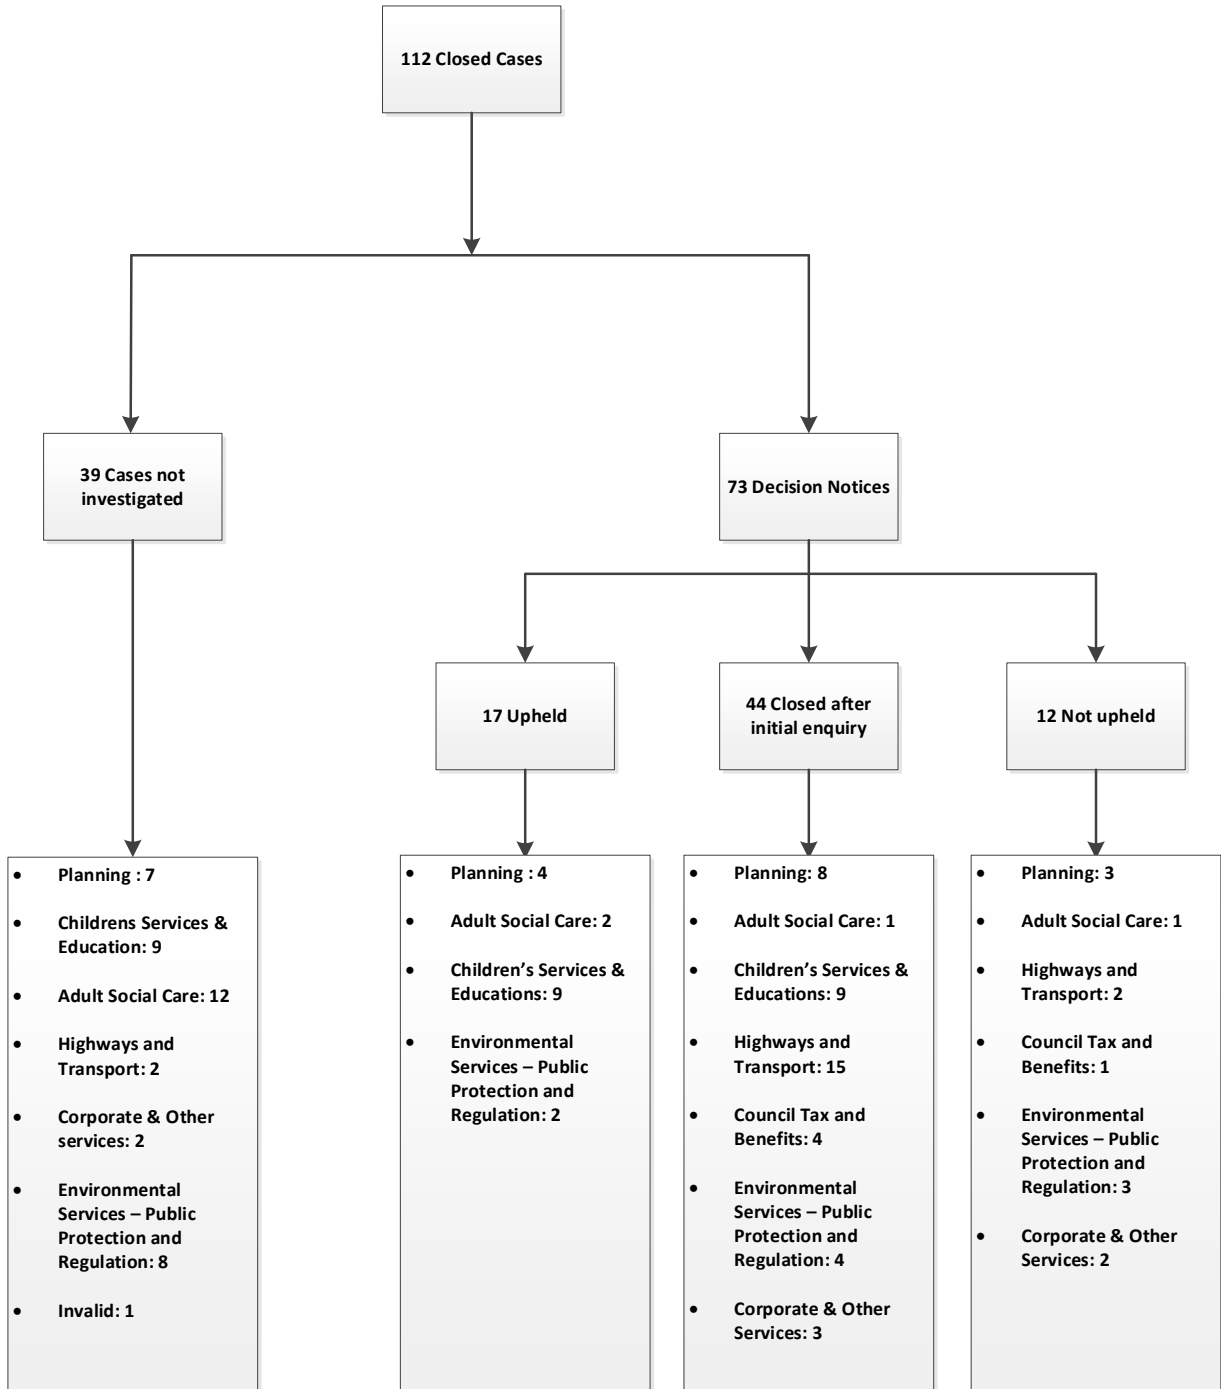 112 Closed Cases
39 Cases not
investigated
73 Decision Notices
17 Upheld
44 Closed after
initial enquiry
12 Not upheld
• Planning : 7
• Childrens Services &
Education: 9
• Adult Social Care: 12
• Highways and
Transport: 2
• Corporate & Other
services: 2
• Environmental
Services – Public
Protection and
Regulation: 8
• Invalid: 1
• Planning : 4
• Adult Social Care: 2
• Children’s Services &
Educations: 9
• Environmental
Services – Public
Protection and
Regulation: 2
• Planning: 8
• Adult Social Care: 1
• Children’s Services &
Educations: 9
• Highways and
Transport: 15
• Council Tax and
Benefits: 4
• Environmental
Services – Public
Protection and
Regulation: 4
• Corporate & Other
Services: 3
• Planning: 3
• Adult Social Care: 1
• Highways and
Transport: 2
• Council Tax and
Benefits: 1
• Environmental
Services – Public
Protection and
Regulation: 3
• Corporate & Other
Services: 2